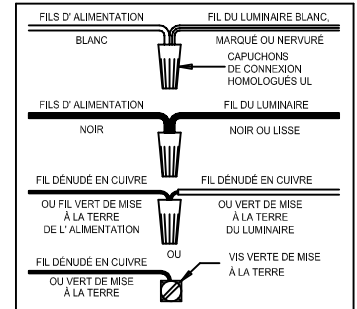 FILS D' ALIMENTATION
FIL DU LUMINAIRE BLANC,
BLANC
MARQUÉ OU NERVURÉ
CAPUCHONS
DE CONNEXION
HOMOLOGUÉS UL
FILS D' ALIMENTATION
FIL DU LUMINAIRE
NOIR
NOIR OU LISSE
FIL DÉNUDÉ EN CUIVRE
FIL DÉNUDÉ EN CUIVRE
OU FIL VERT DE MISE
À LA TERRE
DE L' ALIMENTATION
OU VERT DE MISE
À LA TERRE
DU LUMINAIRE
OU
FIL DÉNUDÉ EN CUIVRE
OU VERT DE MISE
À LA TERRE
VIS VERTE DE MISE
À LA TERRE